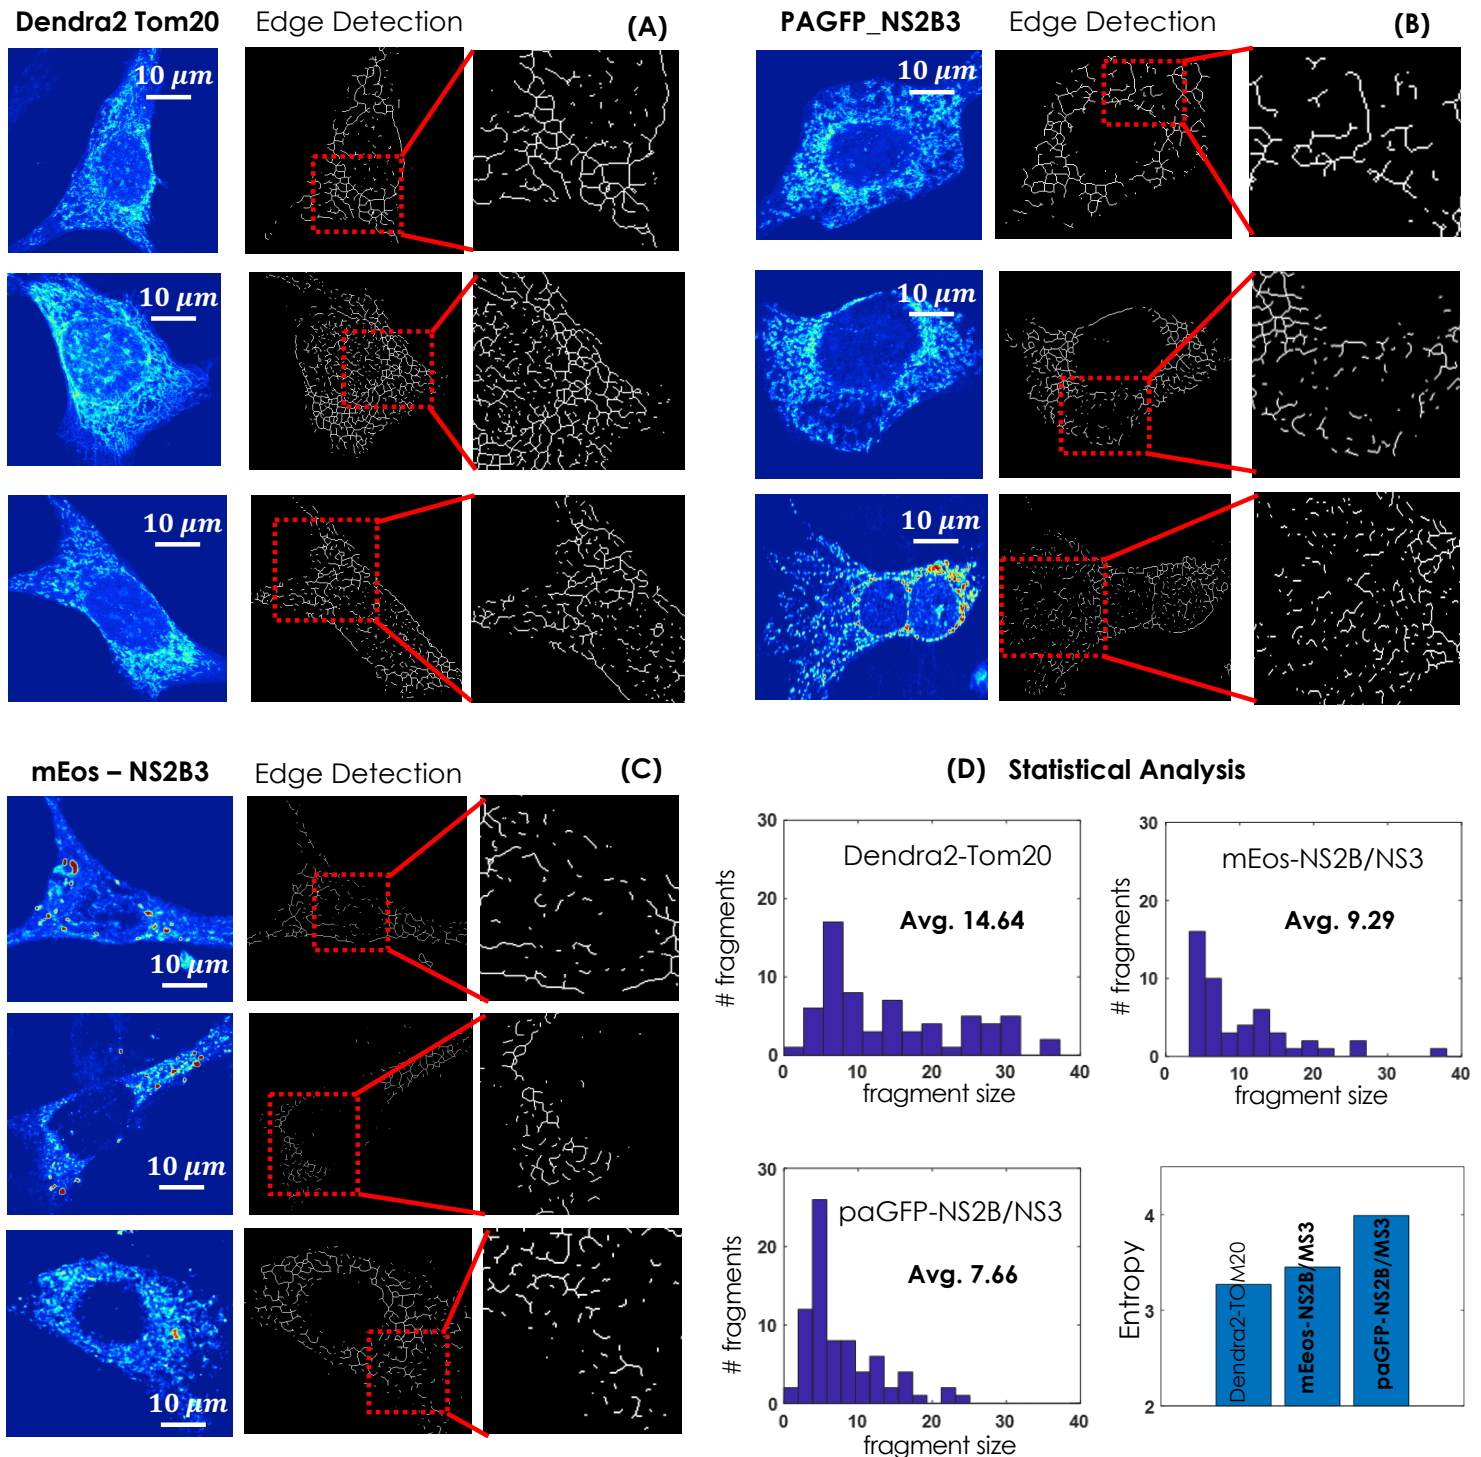 Dendra2 Tom20 Edge Detection (A)
10 μm
10 μm
10 μm
PAGFP_NS2B3 Edge Detection (B)
10 μm
10 μm
10 μm
mEos – NS2B3 Edge Detection (C)
10 μm
10 μm
10 μm
(D) Statistical Analysis
30
20
10
0
# fragments
Dendra2-Tom20
Avg. 14.64
0 10 20 30 40
fragment size
30
20
10
0
# fragments
mEos-NS2B/NS3
Avg. 9.29
0 10 20 30 40
fragment size
30
20
10
0
# fragments
paGFP-NS2B/NS3
Avg. 7.66
0 10 20 30 40
fragment size
4
3
2
Entropy
Dendra2-TOM20
mEeos-NS2B/MS3
paGFP-NS2B/MS3